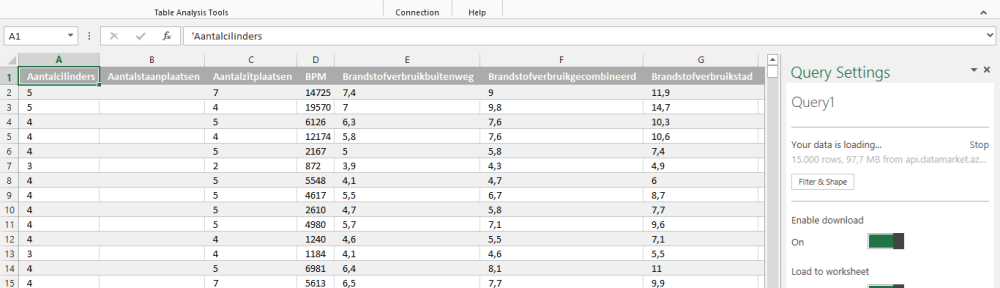 Table Analysis Tools Connection Help
A1 fx 'Aantalcilinders
A B C D E F G
1 Aantalcilinders Aantalstaanplaatsen Aantalzitplaatsen BPM Brandstofverbruikbuitenweg Brandstofverbruikgecombineerd Brandstofverbruikstad
2 5 7 14725 7,4 9 11,9
3 5 4 19570 7 9,8 14,7
4 4 5 6126 6,3 7,6 10,3
5 4 4 12174 5,8 7,6 10,6
6 4 5 2167 5 5,8 7,4
7 3 2 872 3,9 4,3 4,9
8 4 5 5548 4,1 4,7 6
9 4 5 4617 5,5 6,7 8,7
10 4 5 2610 4,7 5,8 7,7
11 4 5 4980 5,7 7,1 9,6
12 4 4 1240 4,6 5,5 7,1
13 3 4 1184 4,1 4,6 5,5
14 4 5 6981 6,4 8,1 11
15 4 7 5613 6,5 7,7 9,9
Query Settings
Query1
Your data is loading... Stop
15.000 rows, 97,7 MB from api.datamarket.az...
Filter & Shape
Enable download
On
Load to worksheet